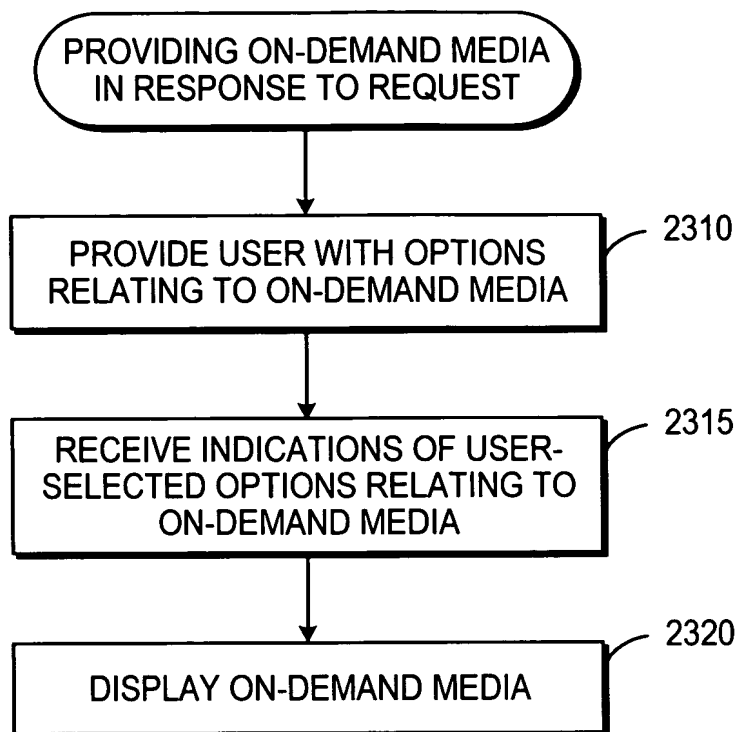 PROVIDING ON-DEMAND MEDIA
IN RESPONSE TO REQUEST
2310
PROVIDE USER WITH OPTIONS
RELATING TO ON-DEMAND MEDIA
2315
RECEIVE INDICATIONS OF USER-
SELECTED OPTIONS RELATING TO
ON-DEMAND MEDIA
2320
DISPLAY ON-DEMAND MEDIA